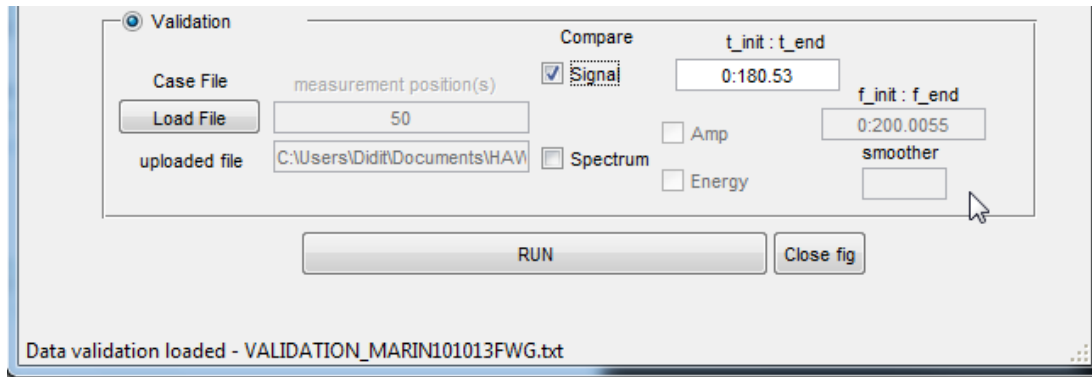 Validation
Compare
t_init : t_end
Case File
measurement position(s)
Signal
0:180.53
f_init : f_end
Load File
50
Amp
0:200.0055
uploaded file
C:\Users\Didit\Documents\HAW
Spectrum
smoother
Energy
RUN
Close fig
Data validation loaded - VALIDATION_MARIN101013FWG.txt